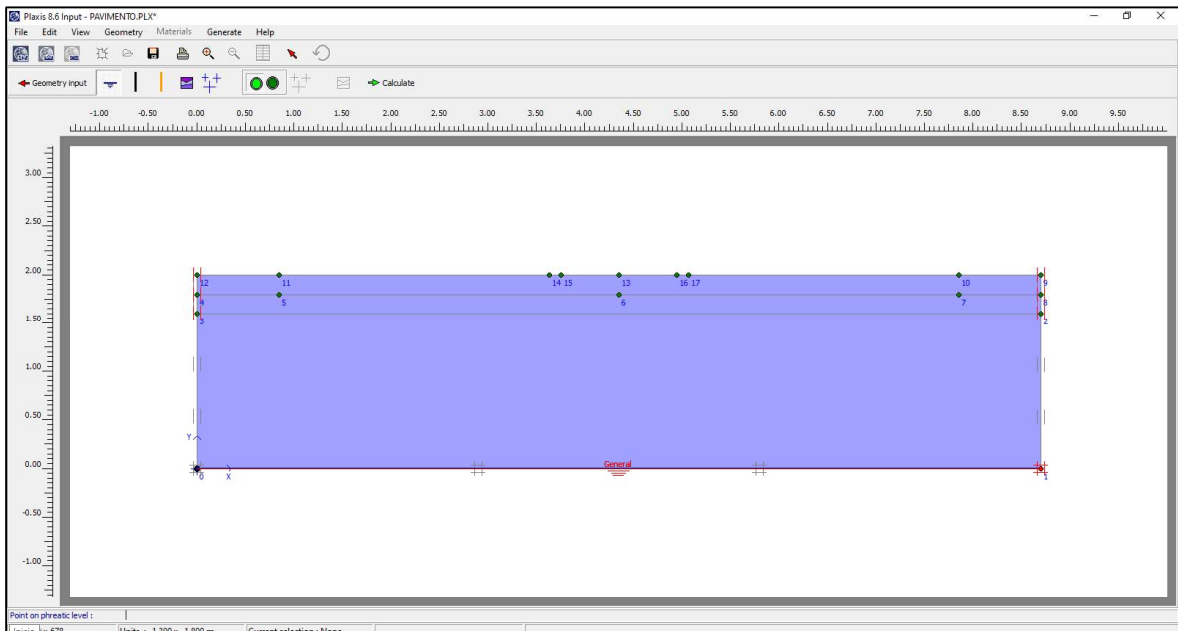 Plaxis 8.6 Input - PAVIMENTO.PLX*
File Edit View Geometry Materials Generate Help
Geometry input Calculate
-1.00 -0.50 0.00 0.50 1.00 1.50 2.00 2.50 3.00 3.50 4.00 4.50 5.00 5.50 6.00 6.50 7.00 7.50 8.00 8.50 9.00 9.50
3.00
2.50
2.00
12 11 14 15 13 16 17 10 9
4 5 6 7 8
1.50
3 2
1.00
0.50
Y
0.00
General
0 X 1
-0.50
-1.00
Point on phreatic level :
Units : 1.300 x 1.800 m Current selection : None